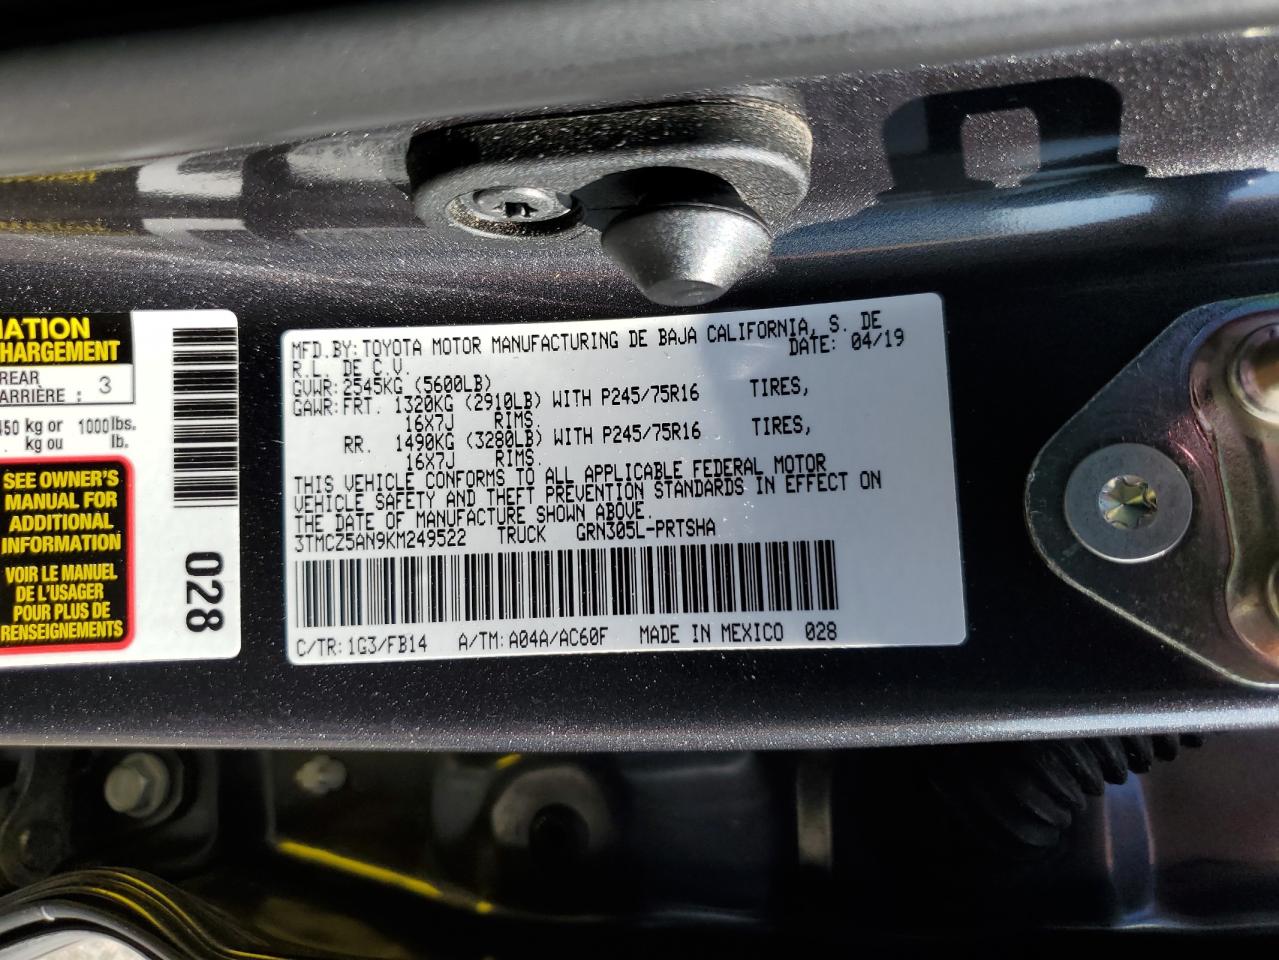 MATION
CHARGEMENT
REAR
ARRIÈRE : 3
450 kg or 1000 lbs.
kg ou lb.
SEE OWNER'S
MANUAL FOR
ADDITIONAL
INFORMATION
VOIR LE MANUEL
DE L'USAGER
POUR PLUS DE
RENSEIGNEMENTS
028
MFD.BY:TOYOTA MOTOR MANUFACTURING DE BAJA CALIFORNIA, S. DE
R.L. DE C.V. DATE: 04/19
GVWR:2545KG (5600LB)
GAWR:FRT. 1320KG (2910LB) WITH P245/75R16 TIRES,
16X7J RIMS.
RR. 1490KG (3280LB) WITH P245/75R16 TIRES,
16X7J RIMS.
THIS VEHICLE CONFORMS TO ALL APPLICABLE FEDERAL MOTOR
VEHICLE SAFETY AND THEFT PREVENTION STANDARDS IN EFFECT ON
THE DATE OF MANUFACTURE SHOWN ABOVE.
3TMCZ5AN9KM249522 TRUCK GRN305L-PRTSHA
C/TR:1G3/FB14 A/TM:A04A/AC60F MADE IN MEXICO 028